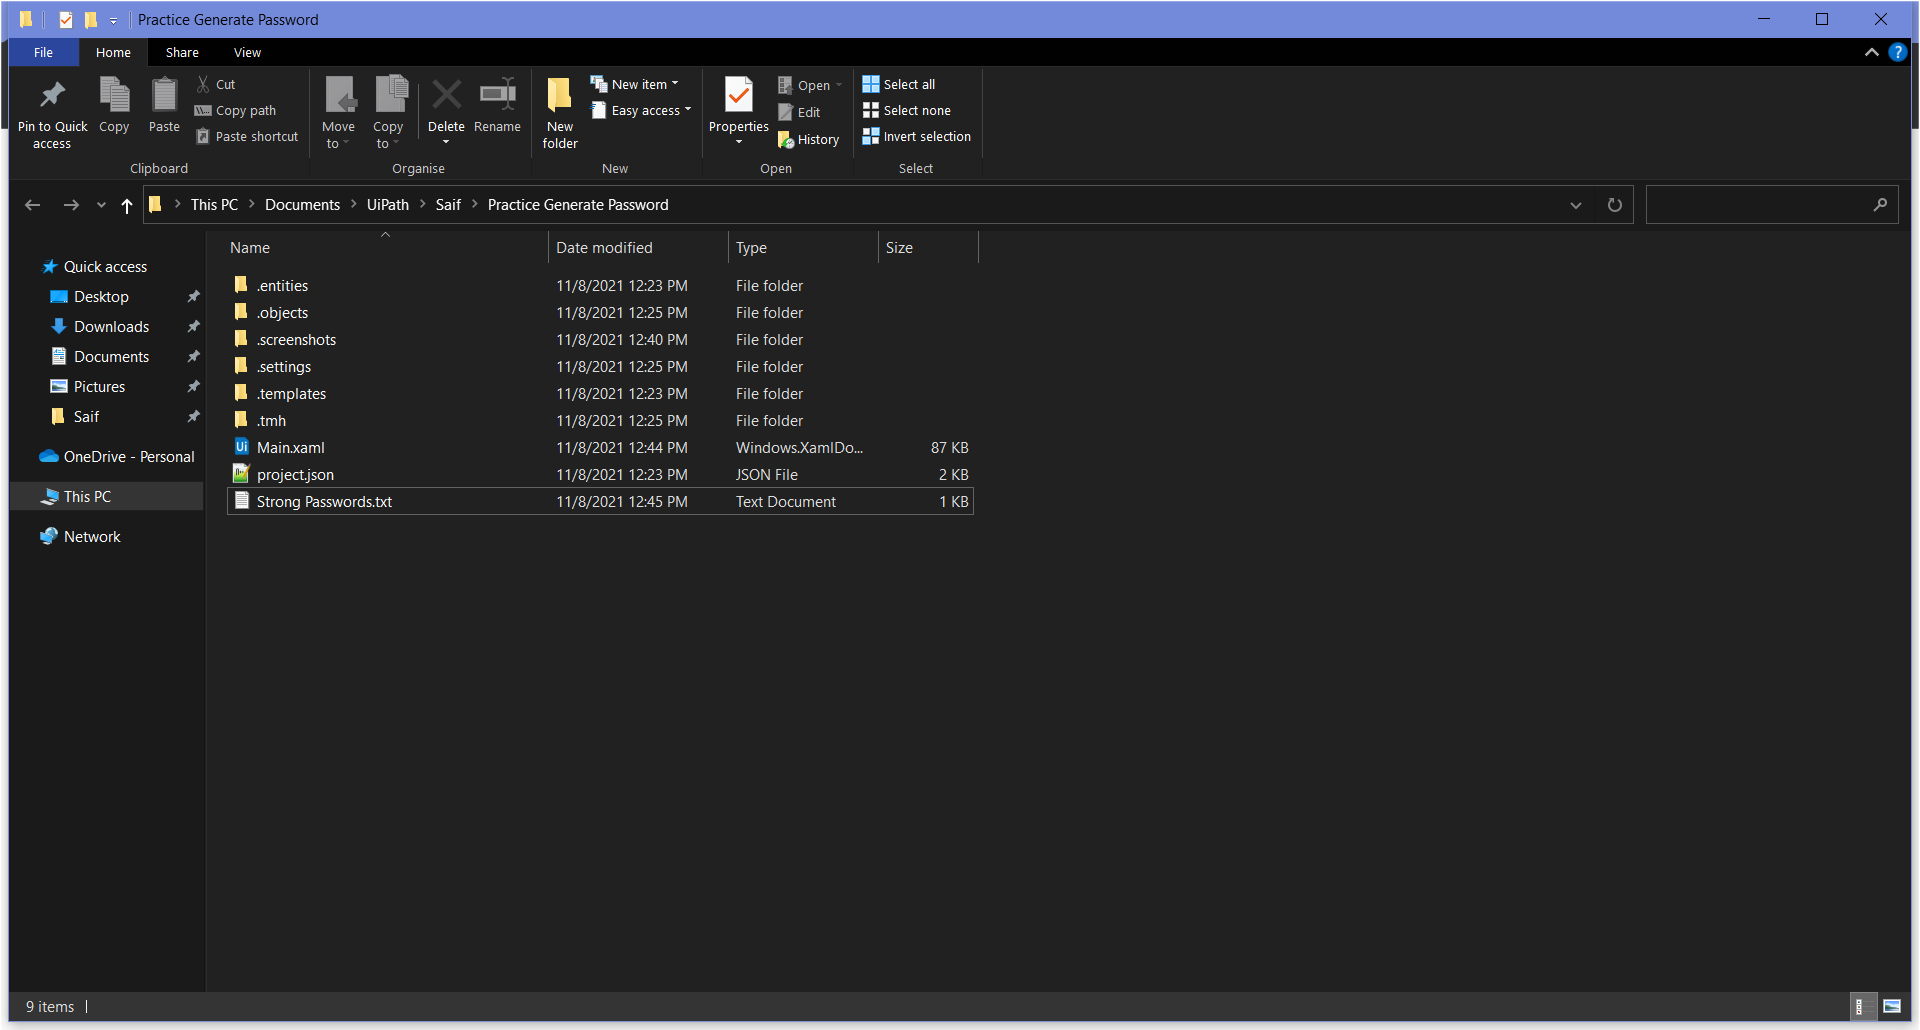 Practice Generate Password
File Home Share View
Pin to Quick access
Copy
Paste
Cut
Copy path
Paste shortcut
Clipboard
Move to
Copy to
Delete
Rename
Organise
New folder
New item
Easy access
New
Properties
Open
Edit
History
Open
Select all
Select none
Invert selection
Select
This PC > Documents > UiPath > Saif > Practice Generate Password
Quick access
Desktop
Downloads
Documents
Pictures
Saif
OneDrive - Personal
This PC
Network
Name Date modified Type Size
.entities 11/8/2021 12:23 PM File folder
.objects 11/8/2021 12:25 PM File folder
.screenshots 11/8/2021 12:40 PM File folder
.settings 11/8/2021 12:25 PM File folder
.templates 11/8/2021 12:23 PM File folder
.tmh 11/8/2021 12:25 PM File folder
Ui Main.xaml 11/8/2021 12:44 PM Windows.XamlDo... 87 KB
project.json 11/8/2021 12:23 PM JSON File 2 KB
Strong Passwords.txt 11/8/2021 12:45 PM Text Document 1 KB
9 items